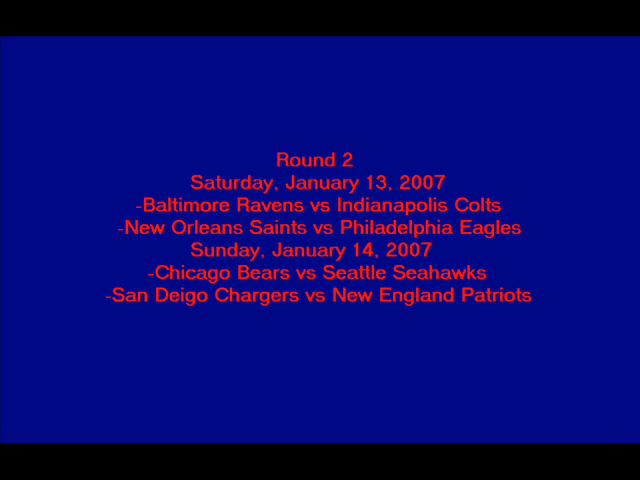 Round 2
Saturday, January 13, 2007
-Baltimore Ravens vs Indianapolis Colts
-New Orleans Saints vs Philadelphia Eagles
Sunday, January 14, 2007
-Chicago Bears vs Seattle Seahawks
-San Deigo Chargers vs New England Patriots